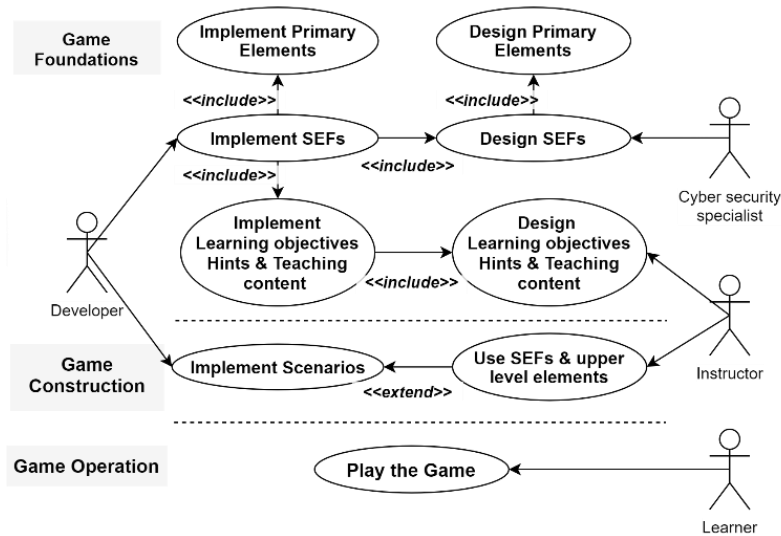 Game
Foundations
Implement Primary
Elements
Design Primary
Elements
<<include>>
<<include>>
Implement SEFs
Design SEFs
<<include>>
<<include>>
Cyber security
specialist
Implement
Learning objectives
Hints & Teaching
content
Design
Learning objectives
Hints & Teaching
content
<<include>>
Developer
Game
Construction
Implement Scenarios
Use SEFs & upper
level elements
<<extend>>
Instructor
Game Operation
Play the Game
Learner